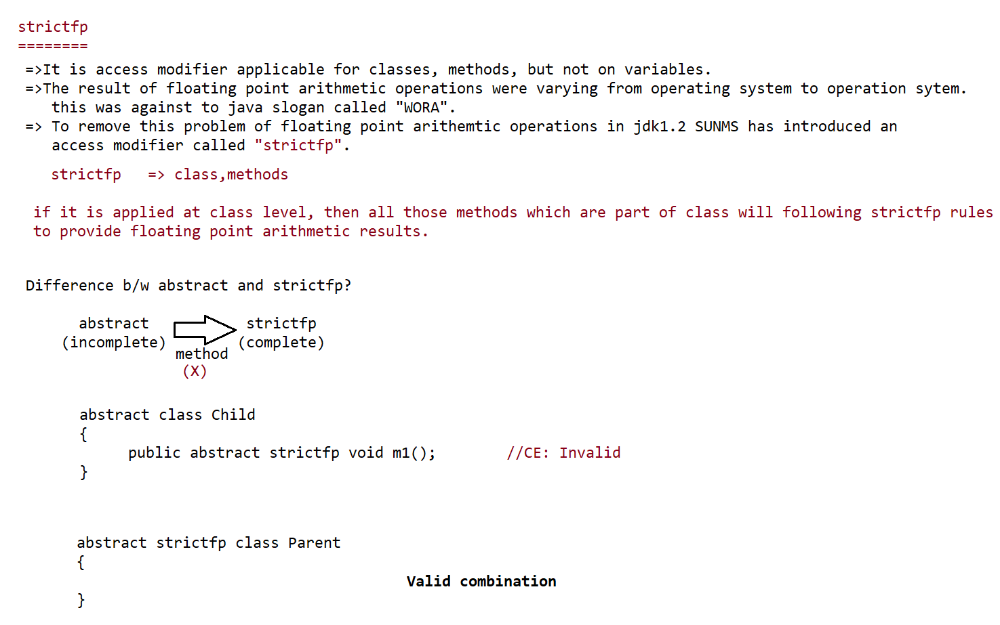 strictfp
========
=>It is access modifier applicable for classes, methods, but not on variables.
=>The result of floating point arithmetic operations were varying from operating system to operation sytem.
this was against to java slogan called "WORA".
=> To remove this problem of floating point arithemtic operations in jdk1.2 SUNMS has introduced an
access modifier called "strictfp".
strictfp => class,methods
if it is applied at class level, then all those methods which are part of class will following strictfp rules
to provide floating point arithmetic results.
Difference b/w abstract and strictfp?
abstract strictfp
(incomplete) (complete)
method
(X)
abstract class Child
{
public abstract strictfp void m1(); //CE: Invalid
}
abstract strictfp class Parent
{
Valid combination
}